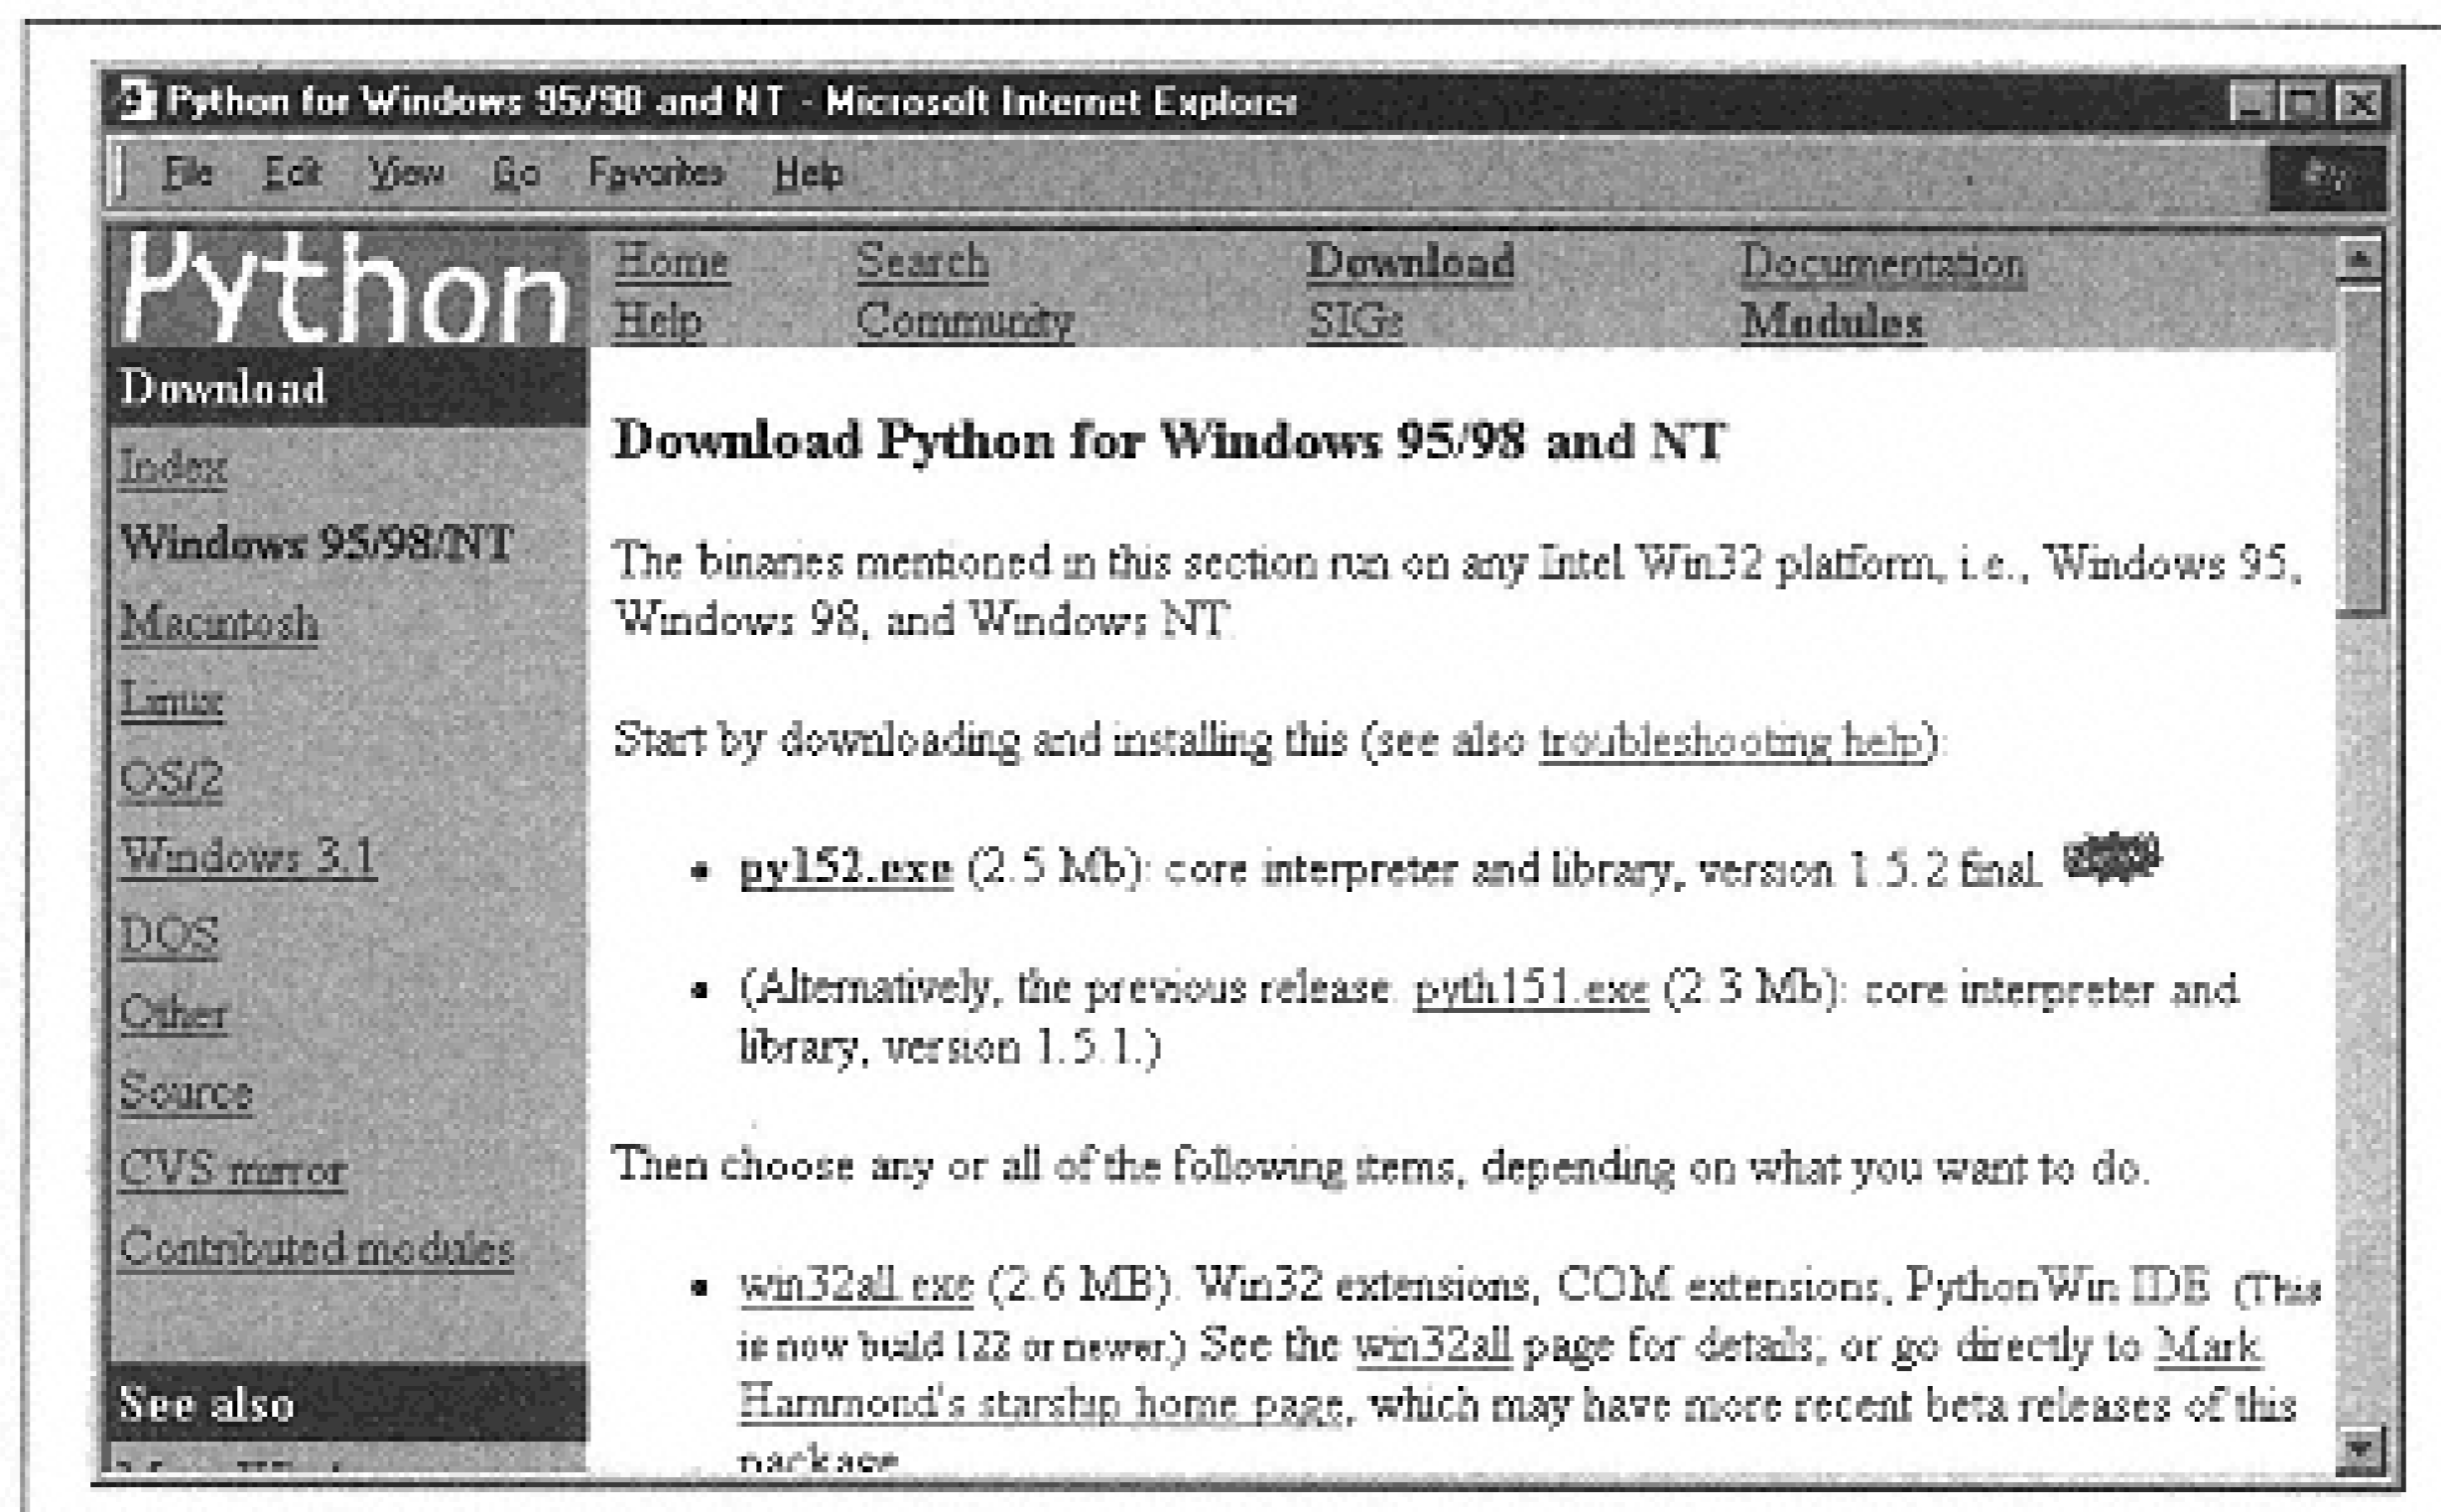 Python for Windows 95/98 and NT - Microsoft Internet Explorer
File Edit View Go Favorites Help
Python
Home Search Download Documentation
Help Community SIGs Modules
Download
Index
Windows 95/98/NT
Macintosh
Linux
OS/2
Windows 3.1
DOS
Other
Source
CVS mirror
Contributed modules
See also
Download Python for Windows 95/98 and NT
The binaries mentioned in this section run on any Intel Win32 platform, i.e., Windows 95,
Windows 98, and Windows NT
Start by downloading and installing this (see also troubleshooting help):
• py152.exe (2.5 Mb): core interpreter and library, version 1.5.2 final.
• (Alternatively, the previous release: pyth151.exe (2.3 Mb): core interpreter and
library, version 1.5.1.)
Then choose any or all of the following items, depending on what you want to do.
• win32all.exe (2.6 MB). Win32 extensions, COM extensions, PythonWin IDE. (This
is now build 122 or newer.) See the win32all page for details; or go directly to Mark
Hammond's starship home page, which may have more recent beta releases of this
package